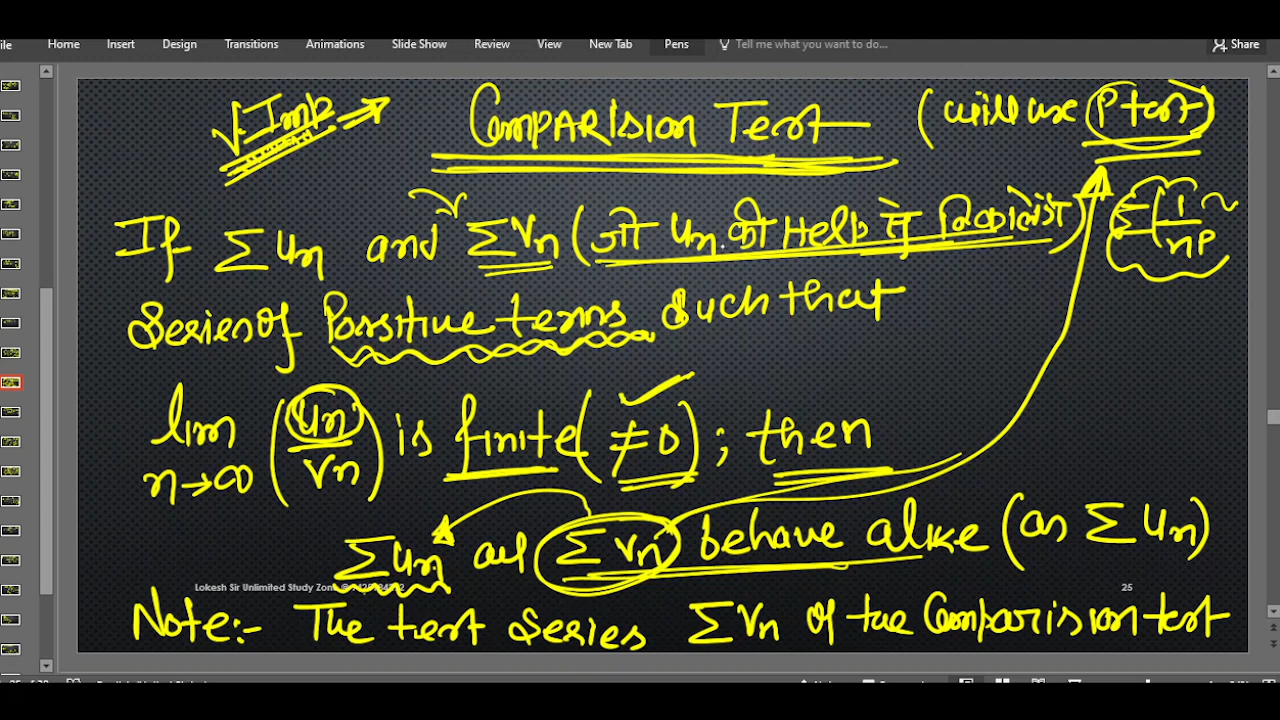 ile Home Insert Design Transitions Animations Slide Show Review View New Tab Pens Tell me what you want to do... Share
Imp COMPARISION Test (will use P test)
If Σun and Σvn (जो un की Help से निकालेंगे) Σ 1/nᵖ
Series of Possitive terms Such that
lim n→∞ (un/vn) is finite (≠0); then
Σun and Σvn behave alike (as Σun)
Lokesh Sir Unlimited Study Zone @ 25
Note:- The test Series Σvn of the Comparision test